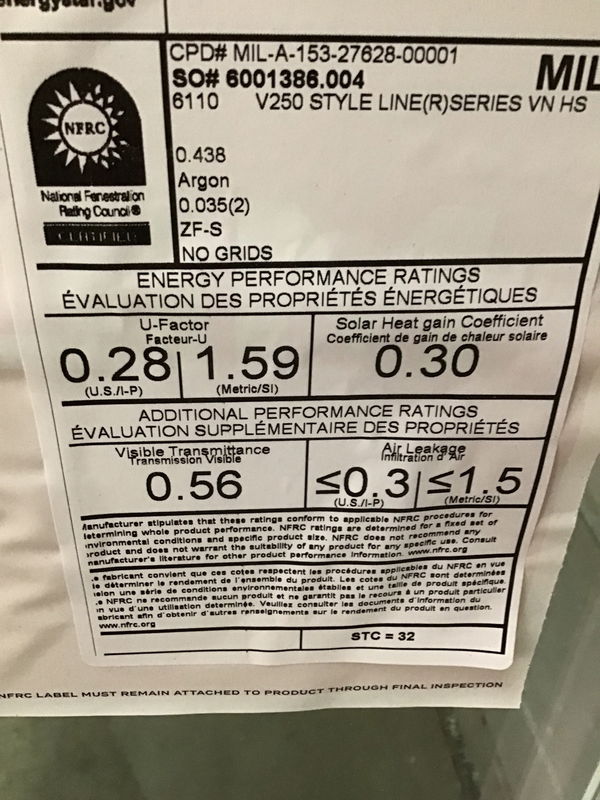 energystar.gov
CPD# MIL-A-153-27628-00001
SO# 6001386.004
MIL
6110 V250 STYLE LINE(R)SERIES VN HS
NFRC
National Fenestration
Rating Council®
CERTIFIED
0.438
Argon
0.035(2)
ZF-S
NO GRIDS
ENERGY PERFORMANCE RATINGS
ÉVALUATION DES PROPRIÉTÉS ÉNERGÉTIQUES
U-Factor
Facteur-U
0.28 1.59
(U.S./I-P) (Metric/SI)
Solar Heat gain Coefficient
Coefficient de gain de chaleur solaire
0.30
ADDITIONAL PERFORMANCE RATINGS
ÉVALUATION SUPPLÉMENTAIRE DES PROPRIÉTÉS
Visible Transmittance
Transmission Visible
0.56
Air Leakage
Infiltration d' Air
≤0.3 ≤1.5
(U.S./I-P) (Metric/SI)
anufacturer stipulates that these ratings conform to applicable NFRC procedures for
etermining whole product performance. NFRC ratings are determined for a fixed set of
nvironmental conditions and specific product size. NFRC does not recommend any
product and does not warrant the suitability of any product for any specific use. Consult
manufacturer's literature for other product performance information. www.nfrc.org
e fabricant convient que ces cotes respectent les procédures applicables du NFRC en vue
e déterminer le rendement de l'ensemble du produit. Les cotes du NFRC sont déterminées
elon une série de conditions environnementales établies et une taille de produit spécifique.
e NFRC ne recommande aucun produit et ne garantit pas le recours à un produit particulier
n vue d'une utilisation determinée. Veuillez consulter les documents d'information du
abricant afin d'obtenir d'autres renseignements sur le rendement du produit en question.
www.nfrc.org
STC = 32
NFRC LABEL MUST REMAIN ATTACHED TO PRODUCT THROUGH FINAL INSPECTION